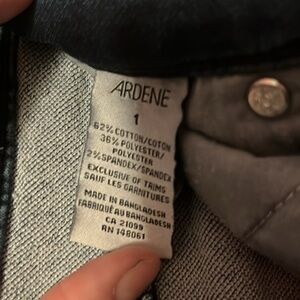 ARDENE
1
62% COTTON/COTON
36% POLYESTER/
POLYESTER
2% SPANDEX/SPANDEX
EXCLUSIVE OF TRIMS
SAUF LES GARNITURES
MADE IN BANGLADESH
FABRIQUÉ AU BANGLADESH
CA 21099
RN 148061